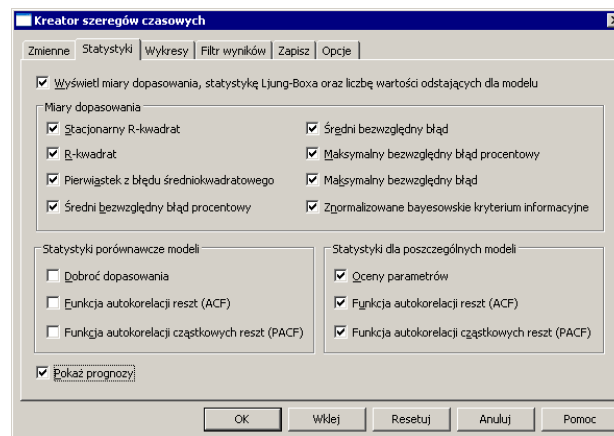 Kreator szeregów czasowych
Zmienne Statystyki Wykresy Filtr wyników Zapisz Opcje
Wyświetl miary dopasowania, statystykę Ljung-Boxa oraz liczbę wartości odstających dla modelu
Miary dopasowania
Stacjonarny R-kwadrat
R-kwadrat
Pierwiastek z błędu średniokwadratowego
Średni bezwzględny błąd procentowy
Średni bezwzględny błąd
Maksymalny bezwzględny błąd procentowy
Maksymalny bezwzględny błąd
Znormalizowane bayesowskie kryterium informacyjne
Statystyki porównawcze modeli
Dobroć dopasowania
Funkcja autokorelacji reszt (ACF)
Funkcja autokorelacji cząstkowych reszt (PACF)
Statystyki dla poszczególnych modeli
Oceny parametrów
Funkcja autokorelacji reszt (ACF)
Funkcja autokorelacji cząstkowych reszt (PACF)
Pokaż prognozy
OK Wklej Resetuj Anuluj Pomoc